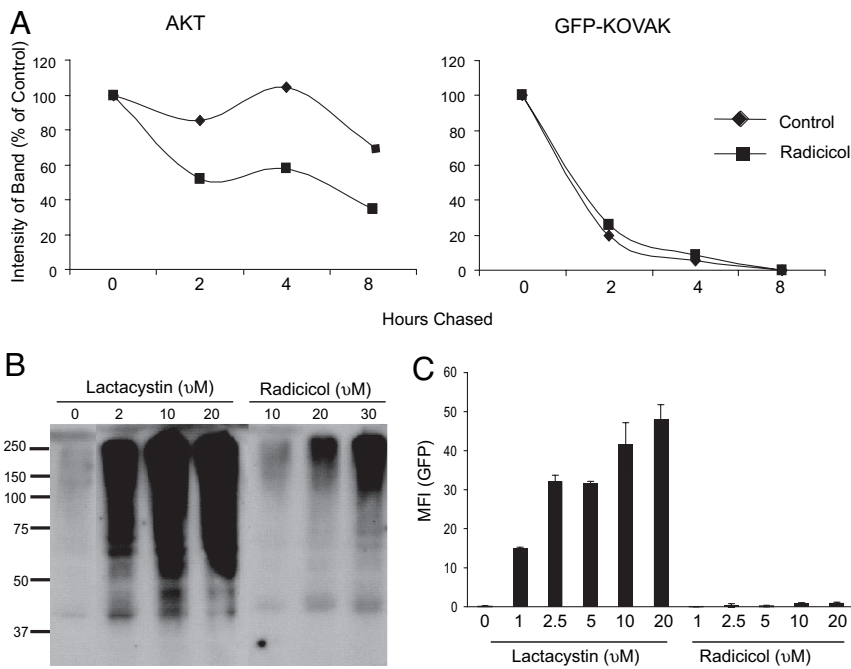 A
AKT
GFP-KOVAK
Intensity of Band (% of Control)
120
100
80
60
40
20
0
0 2 4 8
120
100
80
60
40
20
0
0 2 4 8
Control
Radicicol
Hours Chased
B
Lactacystin (υM) Radicicol (υM)
0 2 10 20 10 20 30
250
150
100
75
50
37
C
MFI (GFP)
60
50
40
30
20
10
0
0 1 2.5 5 10 20 1 2.5 5 10 20
Lactacystin (υM) Radicicol (υM)